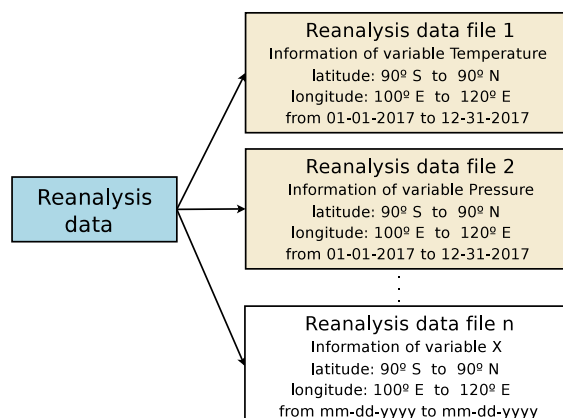 Reanalysis data file 1
Information of variable Temperature
latitude: 90º S to 90º N
longitude: 100º E to 120º E
from 01-01-2017 to 12-31-2017
Reanalysis
data
Reanalysis data file 2
Information of variable Pressure
latitude: 90º S to 90º N
longitude: 100º E to 120º E
from 01-01-2017 to 12-31-2017
Reanalysis data file n
Information of variable X
latitude: 90º S to 90º N
longitude: 100º E to 120º E
from mm-dd-yyyy to mm-dd-yyyy